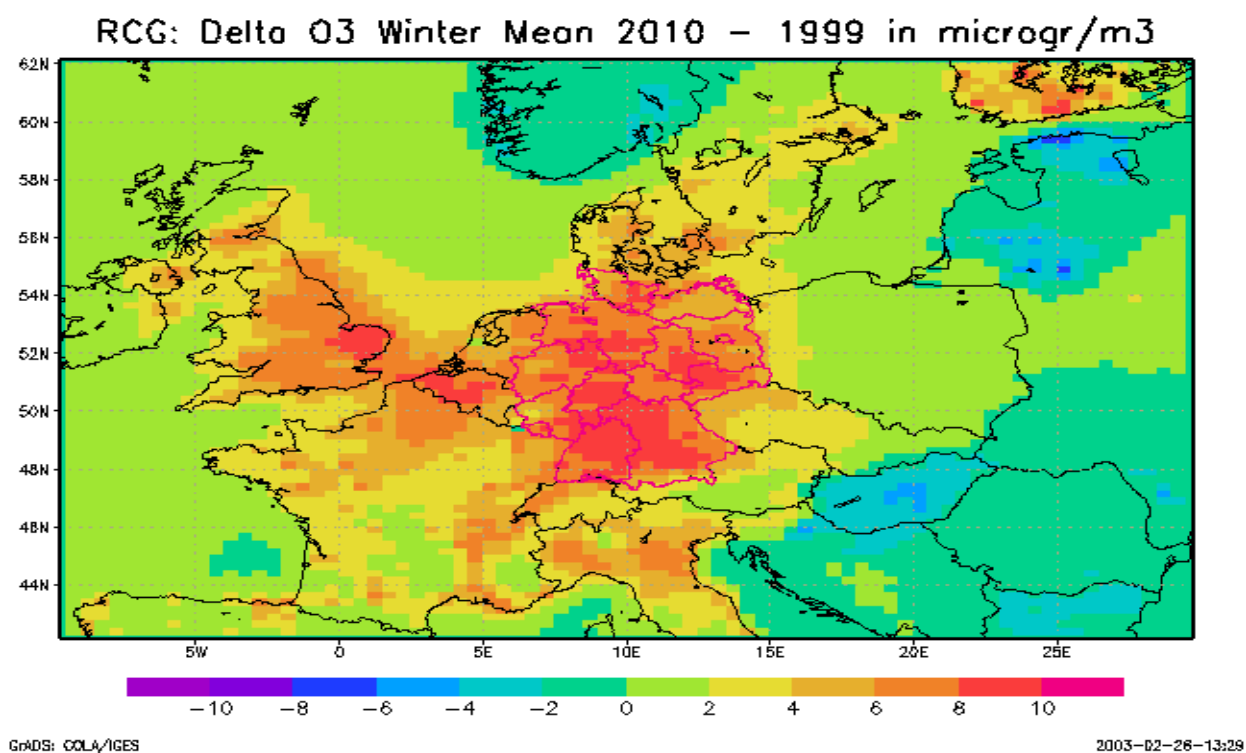 RCG: Delta O3 Winter Mean 2010 – 1999 in microgr/m3
62N
60N
58N
56N
54N
52N
50N
48N
46N
44N
5W 0 5E 10E 15E 20E 25E
−10 −8 −6 −4 −2 0 2 4 6 8 10
GrADS: COLA/IGES 2003−02−26−13:29